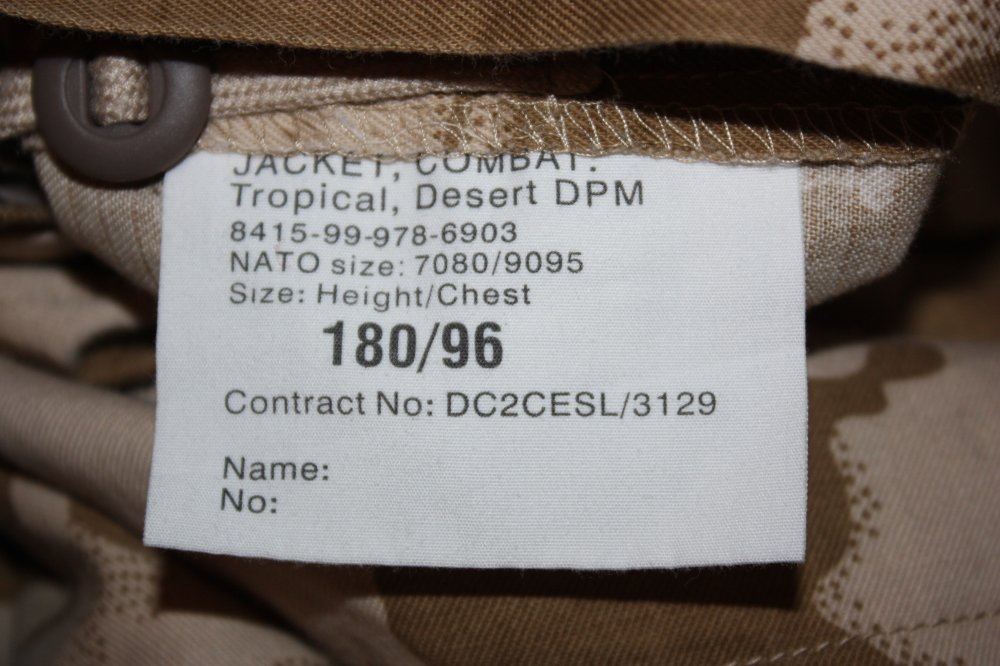 JACKET, COMBAT.
Tropical, Desert DPM
8415-99-978-6903
NATO size: 7080/9095
Size: Height/Chest
180/96
Contract No: DC2CESL/3129
Name:
No: